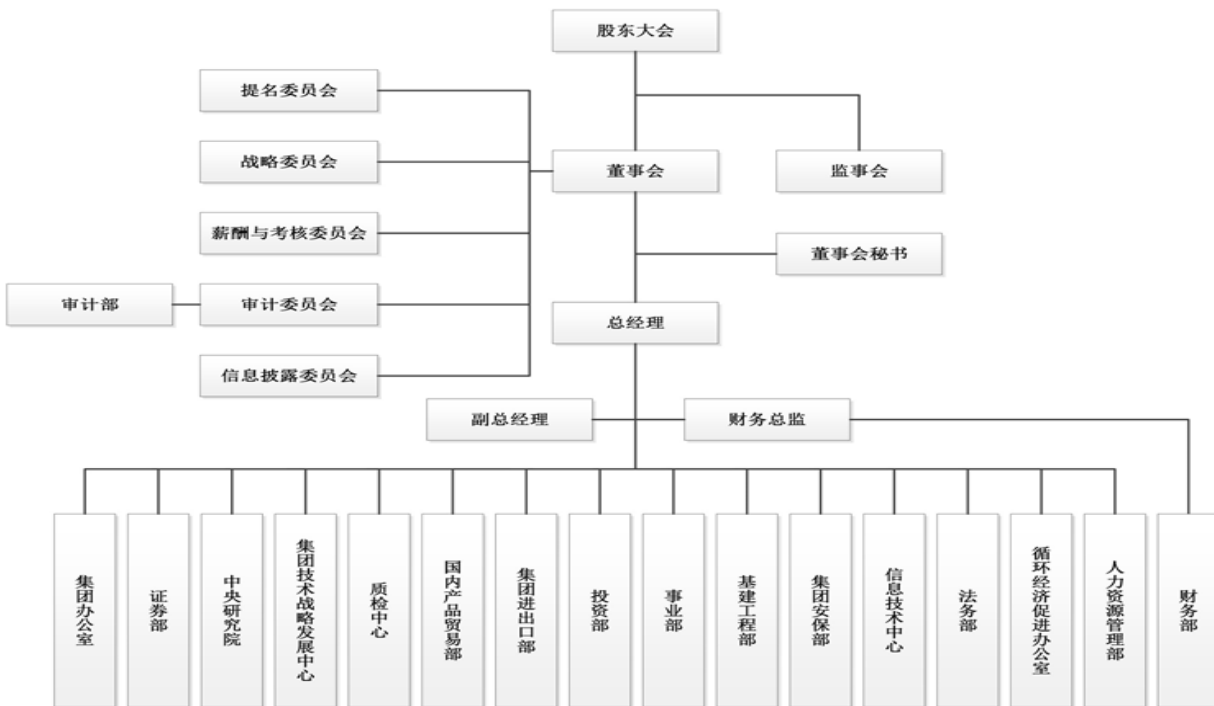 股东大会
提名委员会
战略委员会
董事会
监事会
薪酬与考核委员会
董事会秘书
审计部
审计委员会
总经理
信息披露委员会
副总经理
财务总监
集团办公室
证券部
中央研究院
集团技术战略发展中心
质检中心
国内产品贸易部
集团进出口部
投资部
事业部
基建工程部
集团安保部
信息技术中心
法务部
循环经济促进办公室
人力资源管理部
财务部